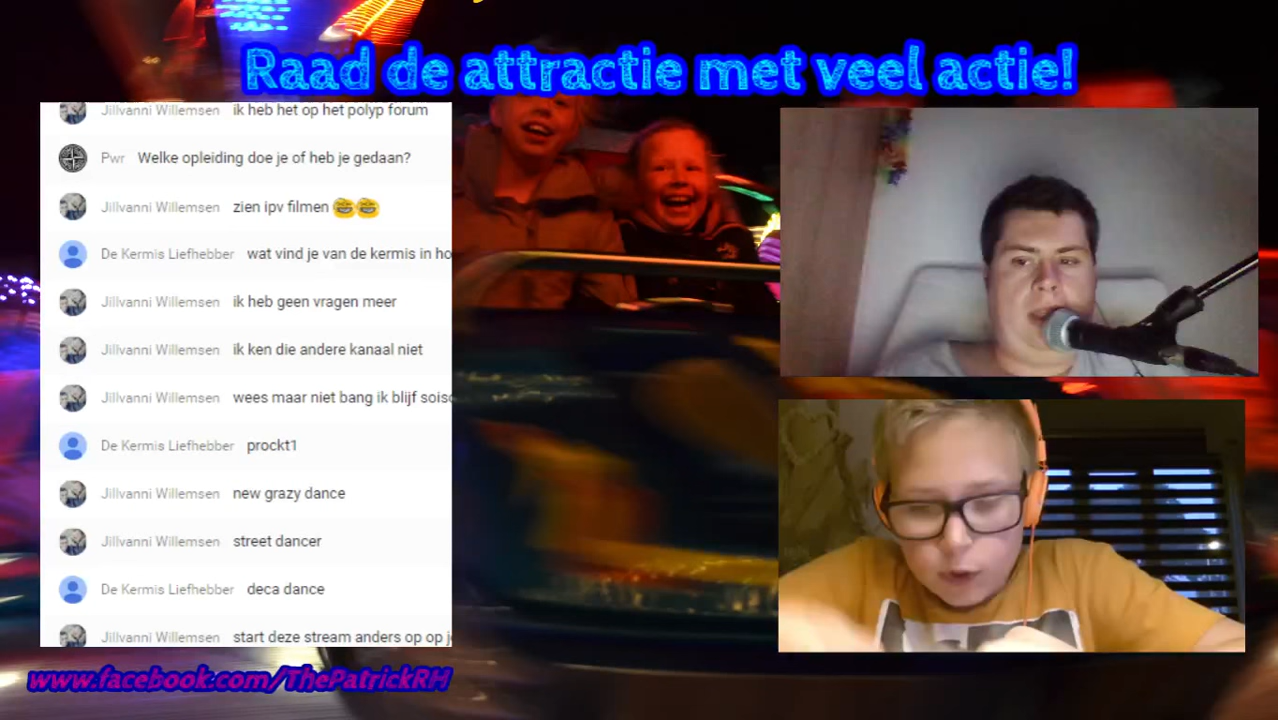 Raad de attractie met veel actie!
Jillvanni Willemsen ik heb het op het polyp forum
Pwr Welke opleiding doe je of heb je gedaan?
Jillvanni Willemsen zien ipv filmen
De Kermis Liefhebber wat vind je van de kermis in ho
Jillvanni Willemsen ik heb geen vragen meer
Jillvanni Willemsen ik ken die andere kanaal niet
Jillvanni Willemsen wees maar niet bang ik blijf soisc
De Kermis Liefhebber prockt1
Jillvanni Willemsen new grazy dance
Jillvanni Willemsen street dancer
De Kermis Liefhebber deca dance
Jillvanni Willemsen start deze stream anders op op j
www.facebook.com/ThePatrickRH